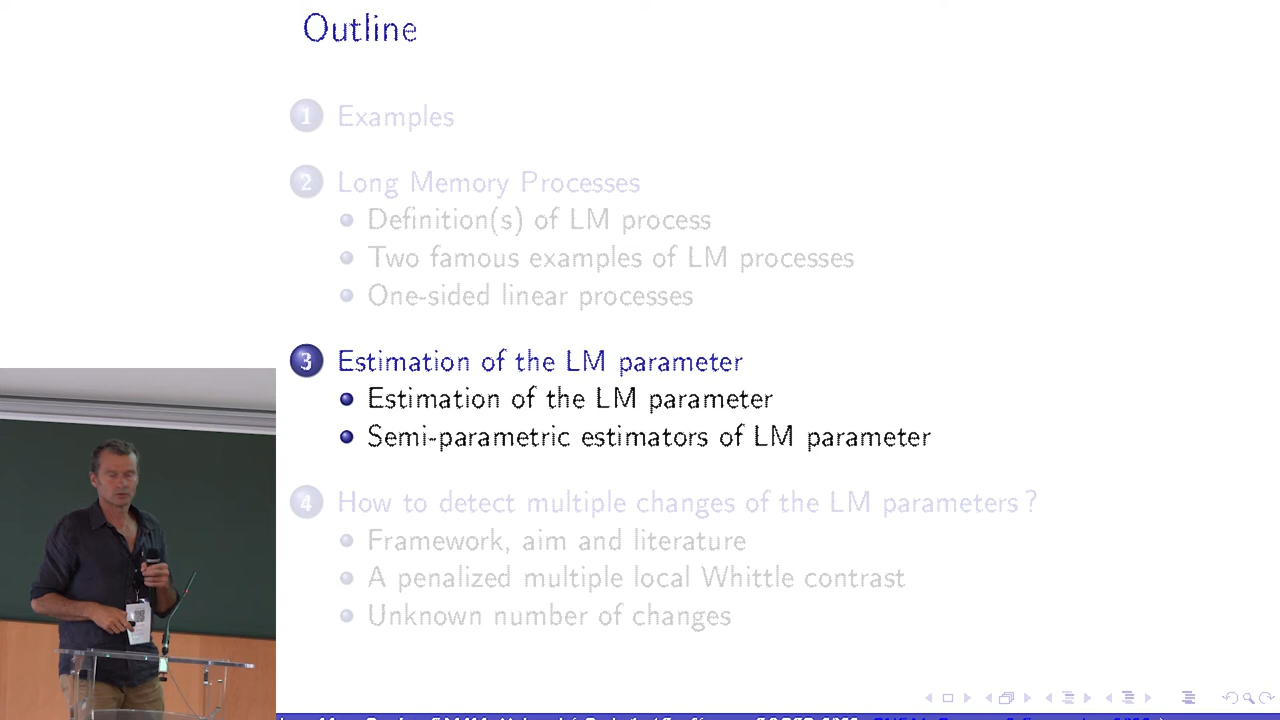 Outline
1 Examples
2 Long Memory Processes
Definition(s) of LM process
Two famous examples of LM processes
One-sided linear processes
3 Estimation of the LM parameter
Estimation of the LM parameter
Semi-parametric estimators of LM parameter
4 How to detect multiple changes of the LM parameters ?
Framework, aim and literature
A penalized multiple local Whittle contrast
Unknown number of changes